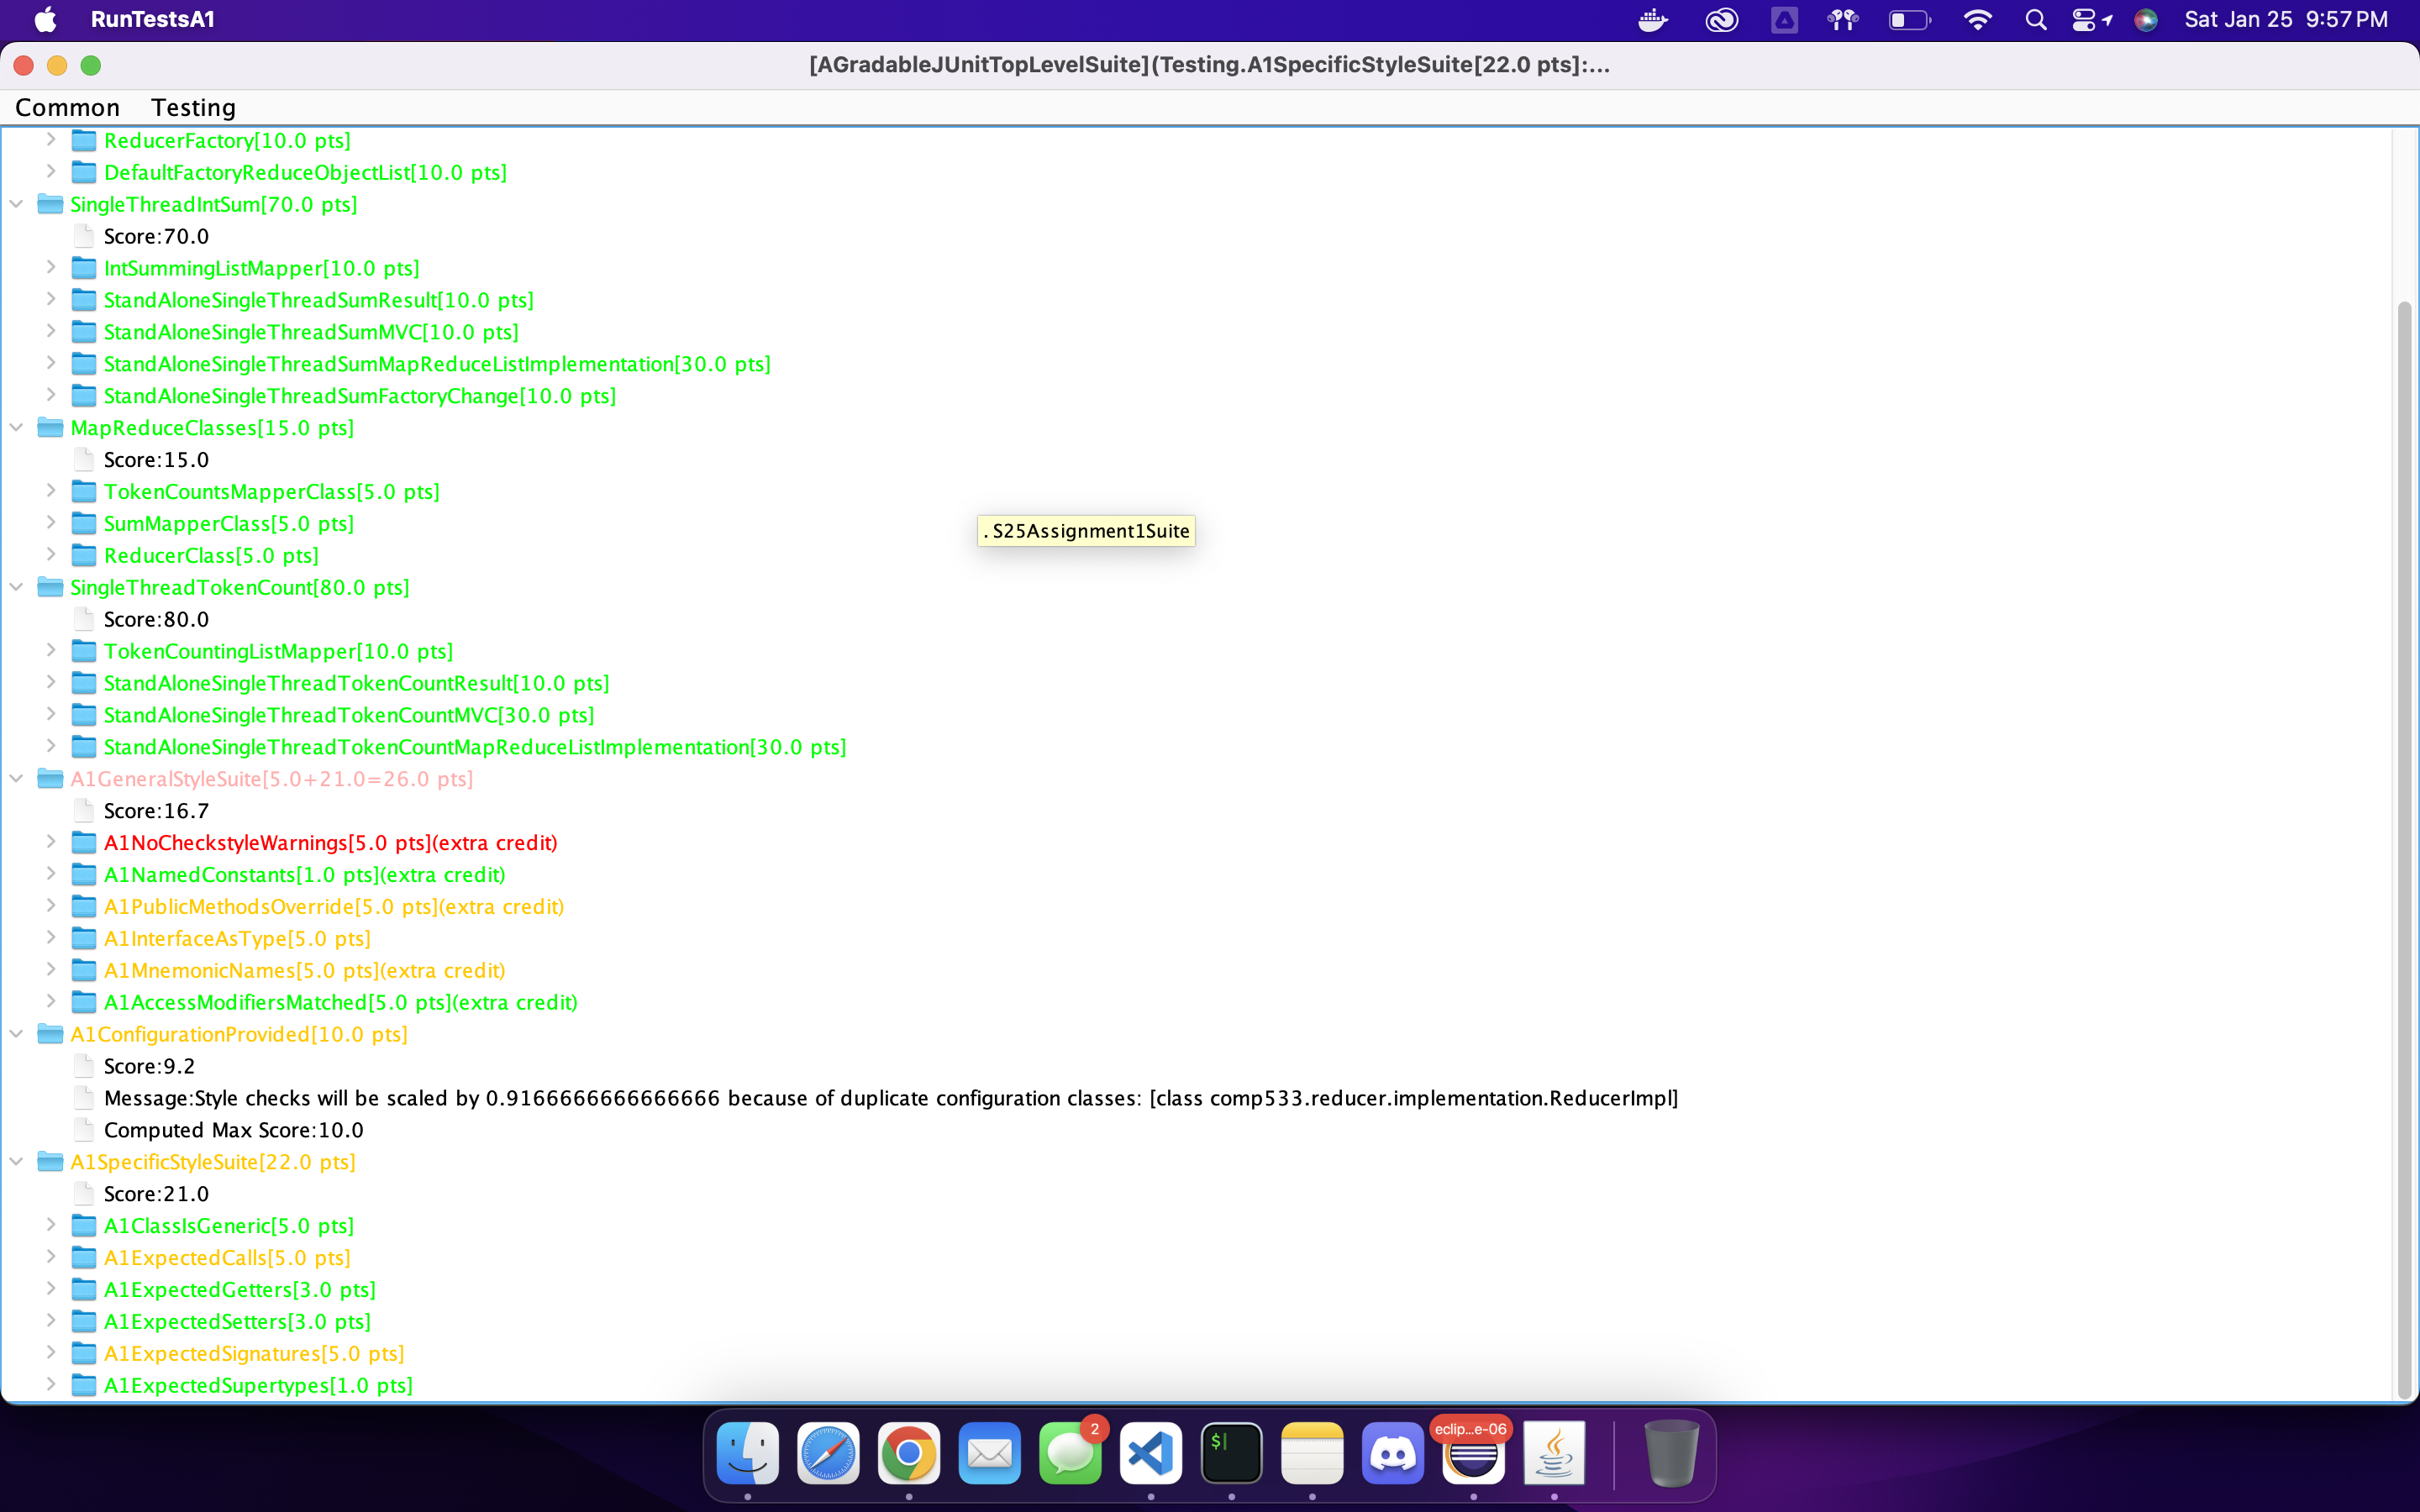 RunTestsA1
Sat Jan 25 9:57 PM
[AGradableJUnitTopLevelSuite](Testing.A1SpecificStyleSuite[22.0 pts]:...
Common Testing
ReducerFactory[10.0 pts]
DefaultFactoryReduceObjectList[10.0 pts]
SingleThreadIntSum[70.0 pts]
Score:70.0
IntSummingListMapper[10.0 pts]
StandAloneSingleThreadSumResult[10.0 pts]
StandAloneSingleThreadSumMVC[10.0 pts]
StandAloneSingleThreadSumMapReduceListImplementation[30.0 pts]
StandAloneSingleThreadSumFactoryChange[10.0 pts]
MapReduceClasses[15.0 pts]
Score:15.0
TokenCountsMapperClass[5.0 pts]
SumMapperClass[5.0 pts]
.S25Assignment1Suite
ReducerClass[5.0 pts]
SingleThreadTokenCount[80.0 pts]
Score:80.0
TokenCountingListMapper[10.0 pts]
StandAloneSingleThreadTokenCountResult[10.0 pts]
StandAloneSingleThreadTokenCountMVC[30.0 pts]
StandAloneSingleThreadTokenCountMapReduceListImplementation[30.0 pts]
A1GeneralStyleSuite[5.0+21.0=26.0 pts]
Score:16.7
A1NoCheckstyleWarnings[5.0 pts](extra credit)
A1NamedConstants[1.0 pts](extra credit)
A1PublicMethodsOverride[5.0 pts](extra credit)
A1InterfaceAsType[5.0 pts]
A1MnemonicNames[5.0 pts](extra credit)
A1AccessModifiersMatched[5.0 pts](extra credit)
A1ConfigurationProvided[10.0 pts]
Score:9.2
Message:Style checks will be scaled by 0.9166666666666666 because of duplicate configuration classes: [class comp533.reducer.implementation.ReducerImpl]
Computed Max Score:10.0
A1SpecificStyleSuite[22.0 pts]
Score:21.0
A1ClassIsGeneric[5.0 pts]
A1ExpectedCalls[5.0 pts]
A1ExpectedGetters[3.0 pts]
A1ExpectedSetters[3.0 pts]
A1ExpectedSignatures[5.0 pts]
A1ExpectedSupertypes[1.0 pts]
2
eclip...e-06
$